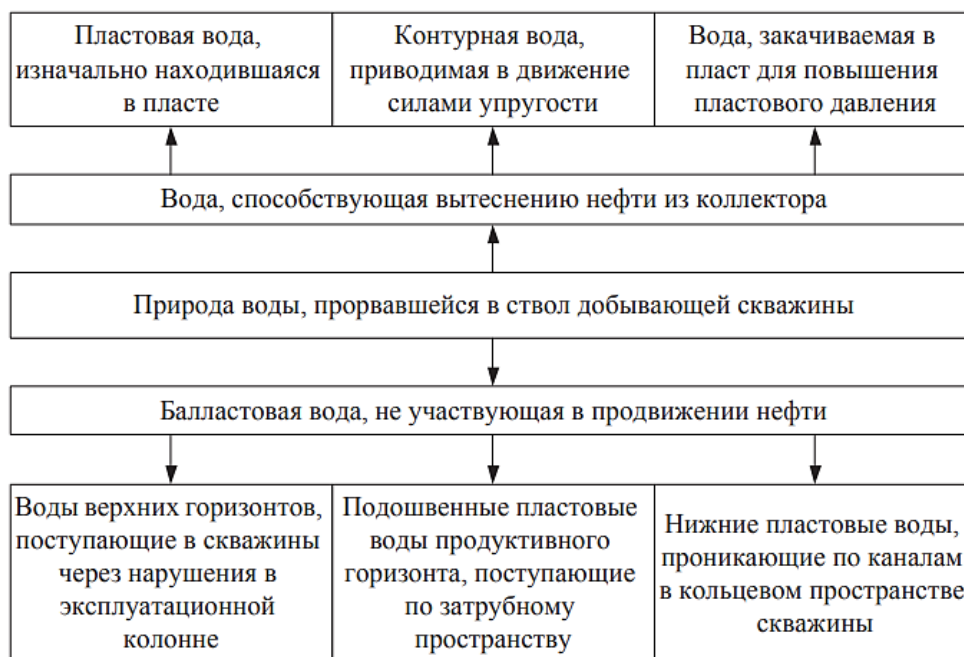 Пластовая вода,
изначально находившаяся
в пласте
Контурная вода,
приводимая в движение
силами упругости
Вода, закачиваемая в
пласт для повышения
пластового давления
Вода, способствующая вытеснению нефти из коллектора
Природа воды, прорвавшейся в ствол добывающей скважины
Балластовая вода, не участвующая в продвижении нефти
Воды верхних горизонтов,
поступающие в скважины
через нарушения в
эксплуатационной
колонне
Подошвенные пластовые
воды продуктивного
горизонта, поступающие
по затрубному
пространству
Нижние пластовые воды,
проникающие по каналам
в кольцевом пространстве
скважины